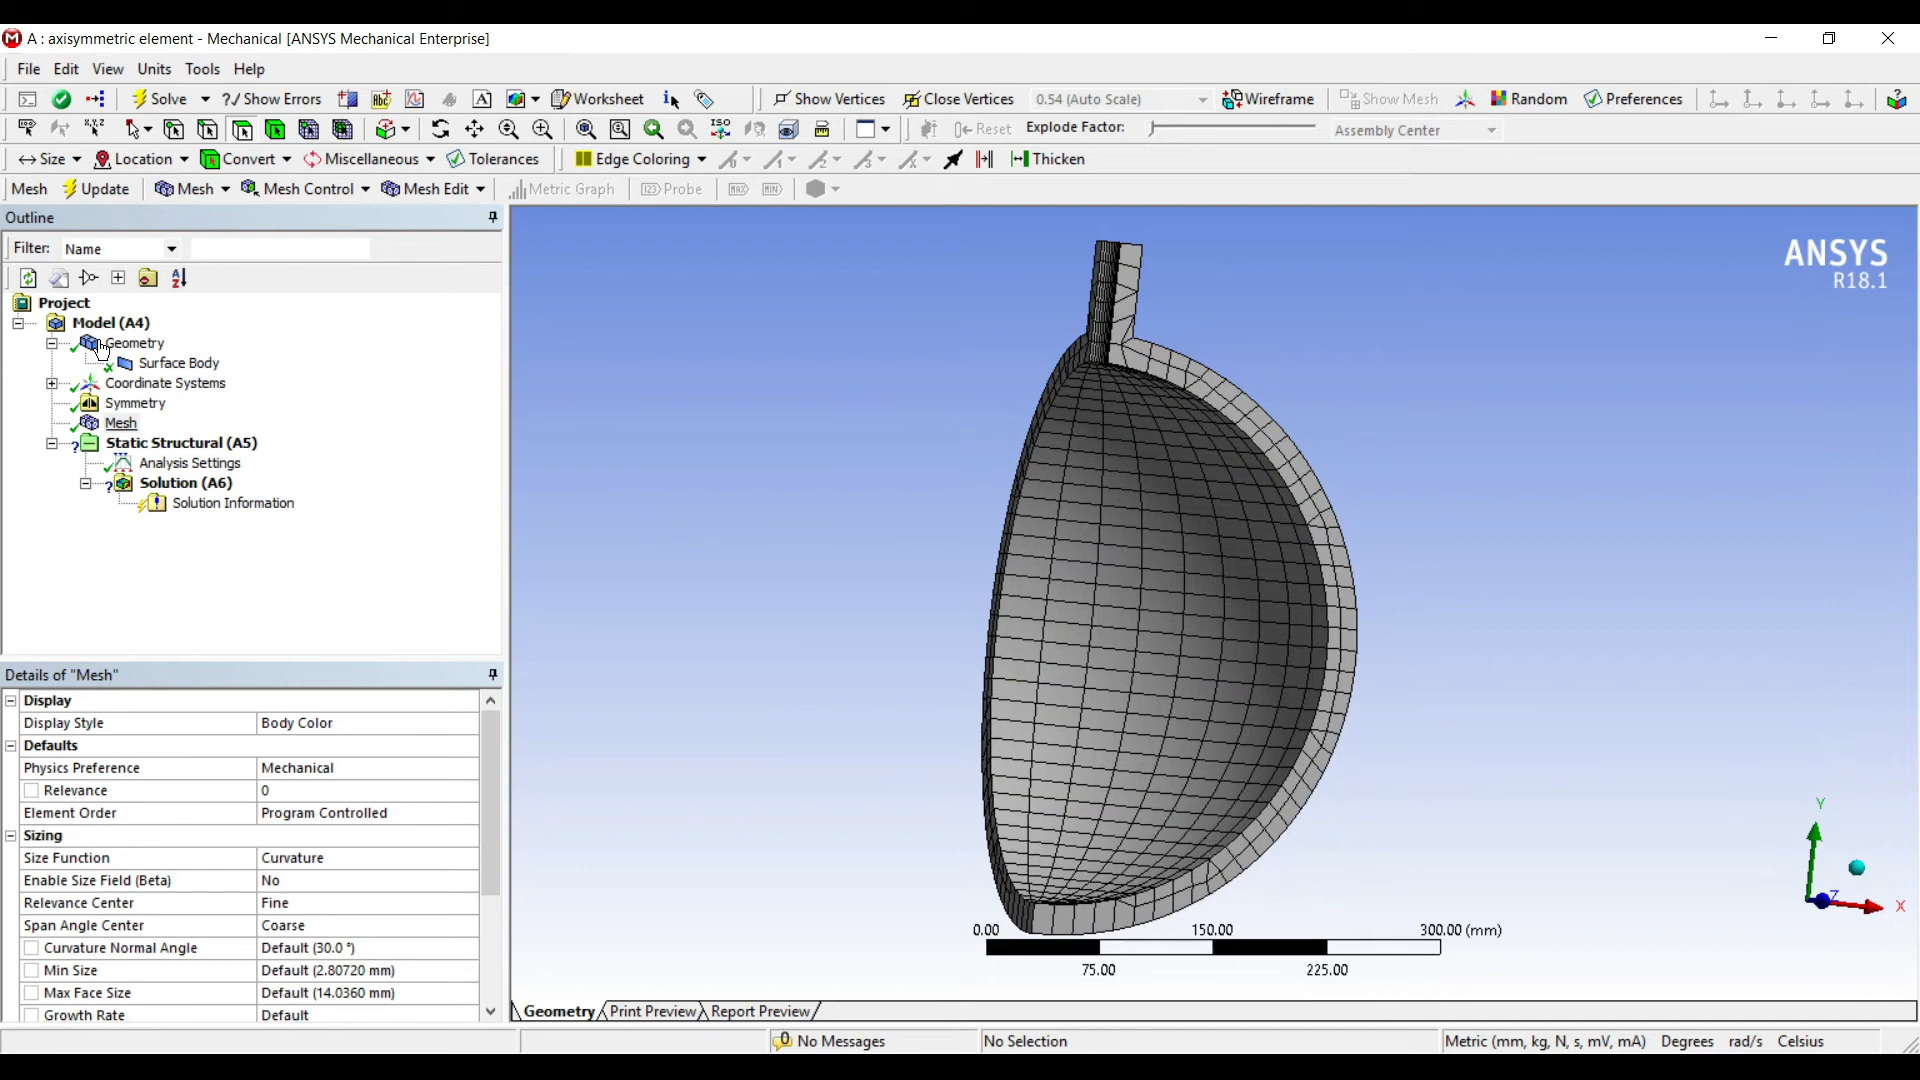 A : axisymmetric element - Mechanical [ANSYS Mechanical Enterprise]
File Edit View Units Tools Help
Solve ?/ Show Errors Worksheet Show Vertices Close Vertices 0.54 (Auto Scale) Wireframe Show Mesh Random Preferences
Reset Explode Factor: Assembly Center
Size Location Convert Miscellaneous Tolerances Edge Coloring Thicken
Mesh Update Mesh Mesh Control Mesh Edit Metric Graph Probe MAX MIN
Outline
Filter: Name
Project
Model (A4)
Geometry
Surface Body
Coordinate Systems
Symmetry
Mesh
Static Structural (A5)
Analysis Settings
Solution (A6)
Solution Information
Details of "Mesh"
Display
Display Style Body Color
Defaults
Physics Preference Mechanical
Relevance 0
Element Order Program Controlled
Sizing
Size Function Curvature
Enable Size Field (Beta) No
Relevance Center Fine
Span Angle Center Coarse
Curvature Normal Angle Default (30.0 °)
Min Size Default (2.80720 mm)
Max Face Size Default (14.0360 mm)
Growth Rate Default
ANSYS
R18.1
Y
Z
X
0.00 150.00 300.00 (mm)
75.00 225.00
Geometry Print Preview Report Preview
0 No Messages No Selection Metric (mm, kg, N, s, mV, mA) Degrees rad/s Celsius